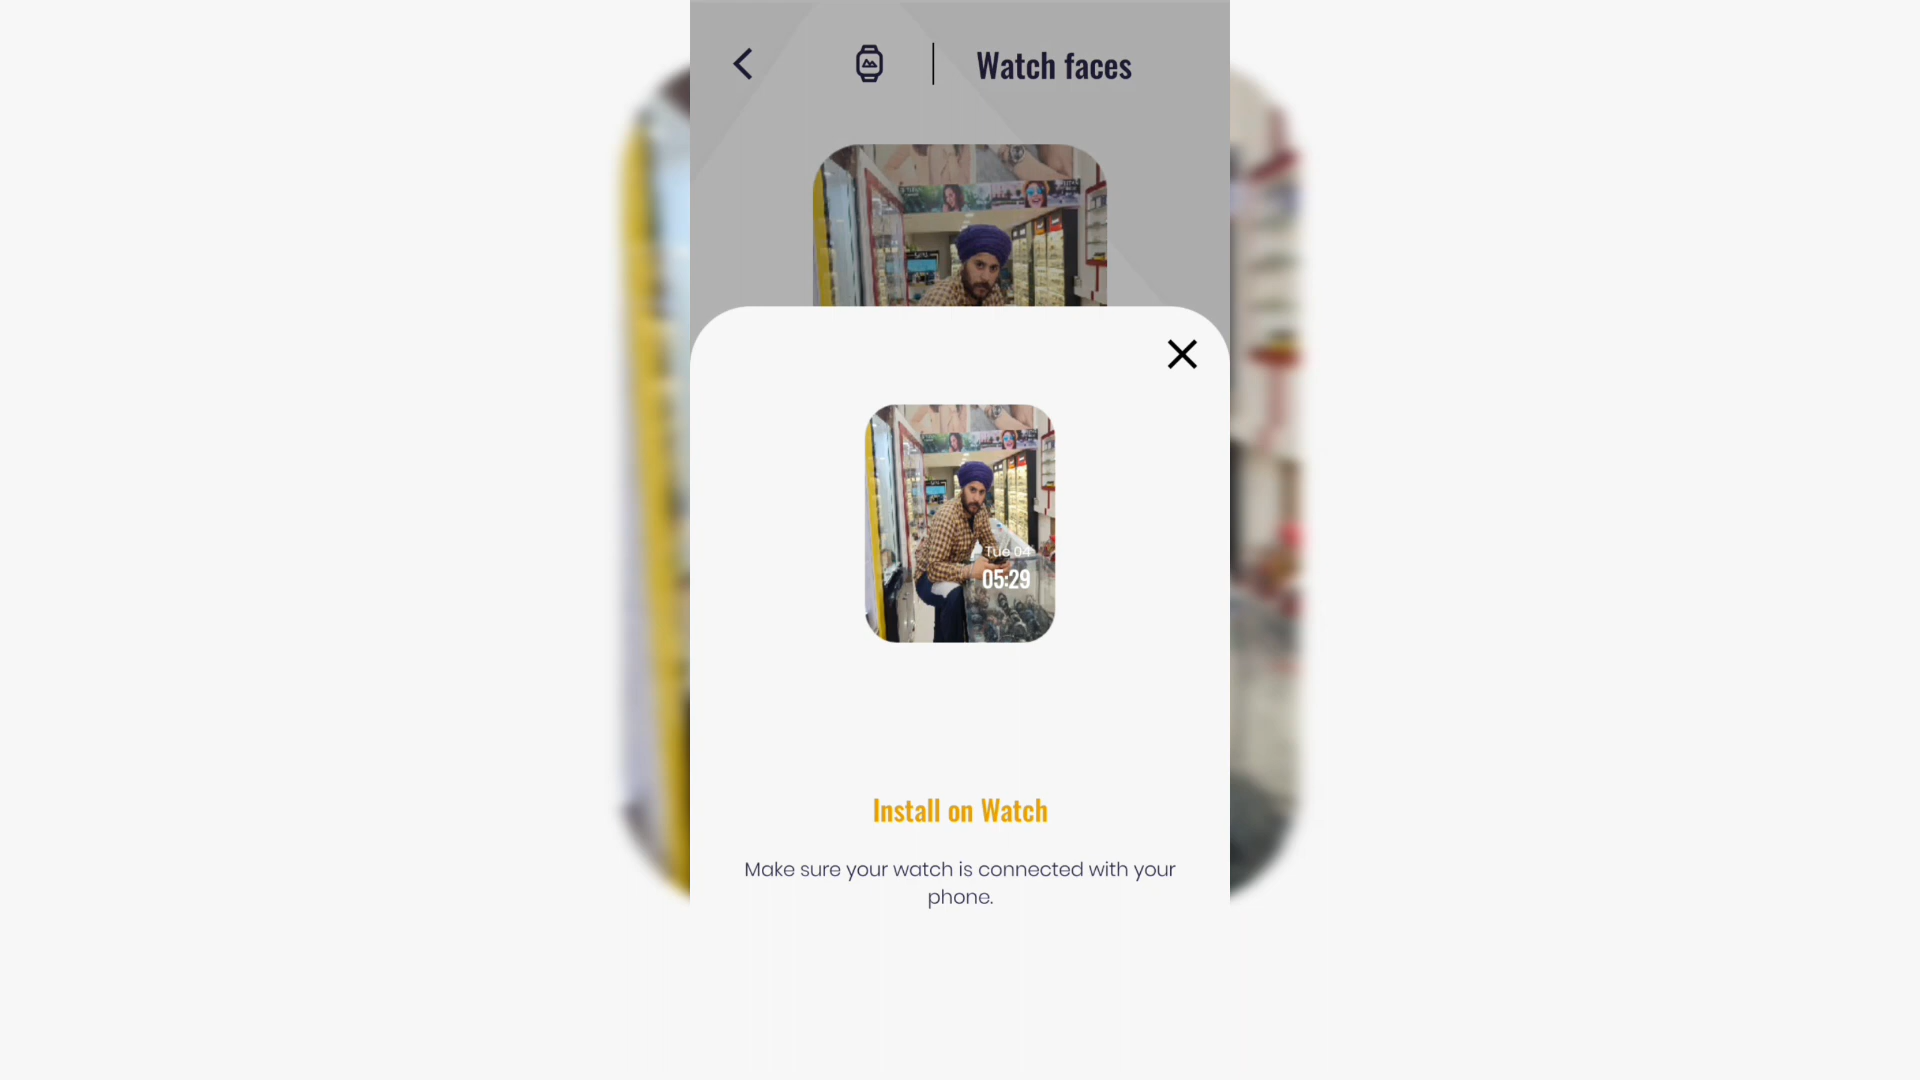 Watch faces
Tue 04
05:29
Install on Watch
Make sure your watch is connected with your
phone.